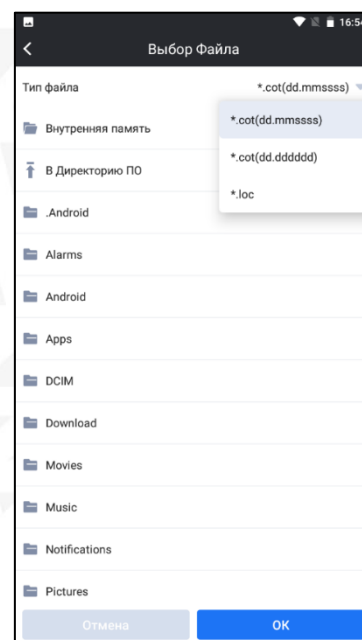 16:54
Выбор Файла
Тип файла *.cot(dd.mmssss)
*.cot(dd.mmssss)
Внутренняя память
*.cot(dd.dddddd)
В Директорию ПО
*.loc
.Android
Alarms
Android
Apps
DCIM
Download
Movies
Music
Notifications
Pictures
Отмена OK